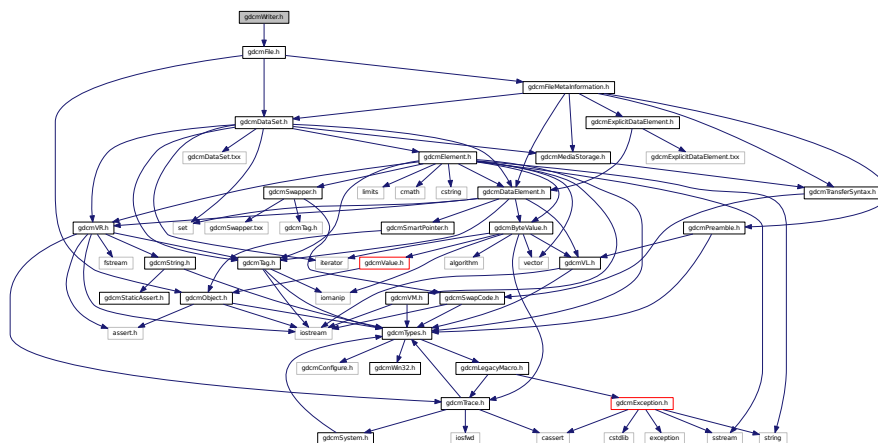 gdcmWriter.h
gdcmFile.h
gdcmFileMetaInformation.h
gdcmDataSet.h
gdcmExplicitDataElement.h
gdcmDataSet.txx
gdcmElement.h
gdcmMediaStorage.h
gdcmExplicitDataElement.txx
gdcmSwapper.h
limits
cmath
cstring
gdcmDataElement.h
gdcmTransferSyntax.h
gdcmVR.h
set
gdcmSwapper.txx
gdcmTag.h
gdcmSmartPointer.h
gdcmByteValue.h
gdcmPreamble.h
fstream
gdcmString.h
gdcmTag.h
iterator
gdcmValue.h
algorithm
vector
gdcmVL.h
gdcmStaticAssert.h
gdcmObject.h
iomanip
gdcmVM.h
gdcmSwapCode.h
assert.h
iostream
gdcmTypes.h
gdcmConfigure.h
gdcmWin32.h
gdcmLegacyMacro.h
gdcmTrace.h
gdcmException.h
gdcmSystem.h
iosfwd
cassert
cstdlib
exception
sstream
string